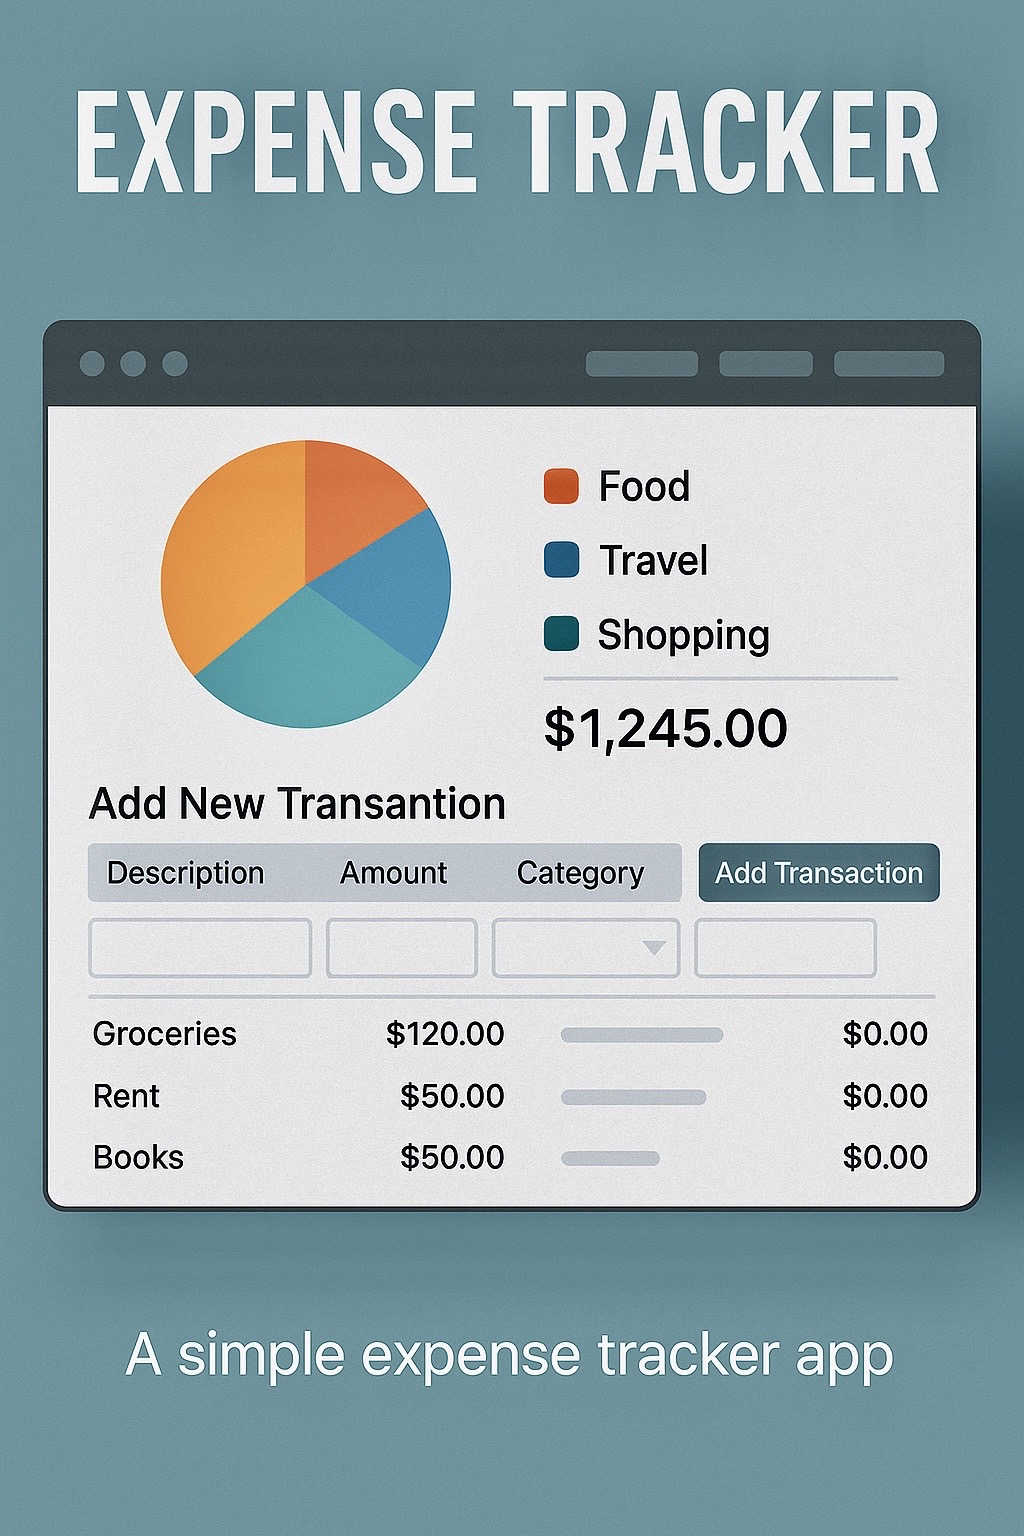 EXPENSE TRACKER
Food
Travel
Shopping
$1,245.00
Add New Transantion
Description Amount Category Add Transaction
Groceries $120.00 $0.00
Rent $50.00 $0.00
Books $50.00 $0.00
A simple expense tracker app